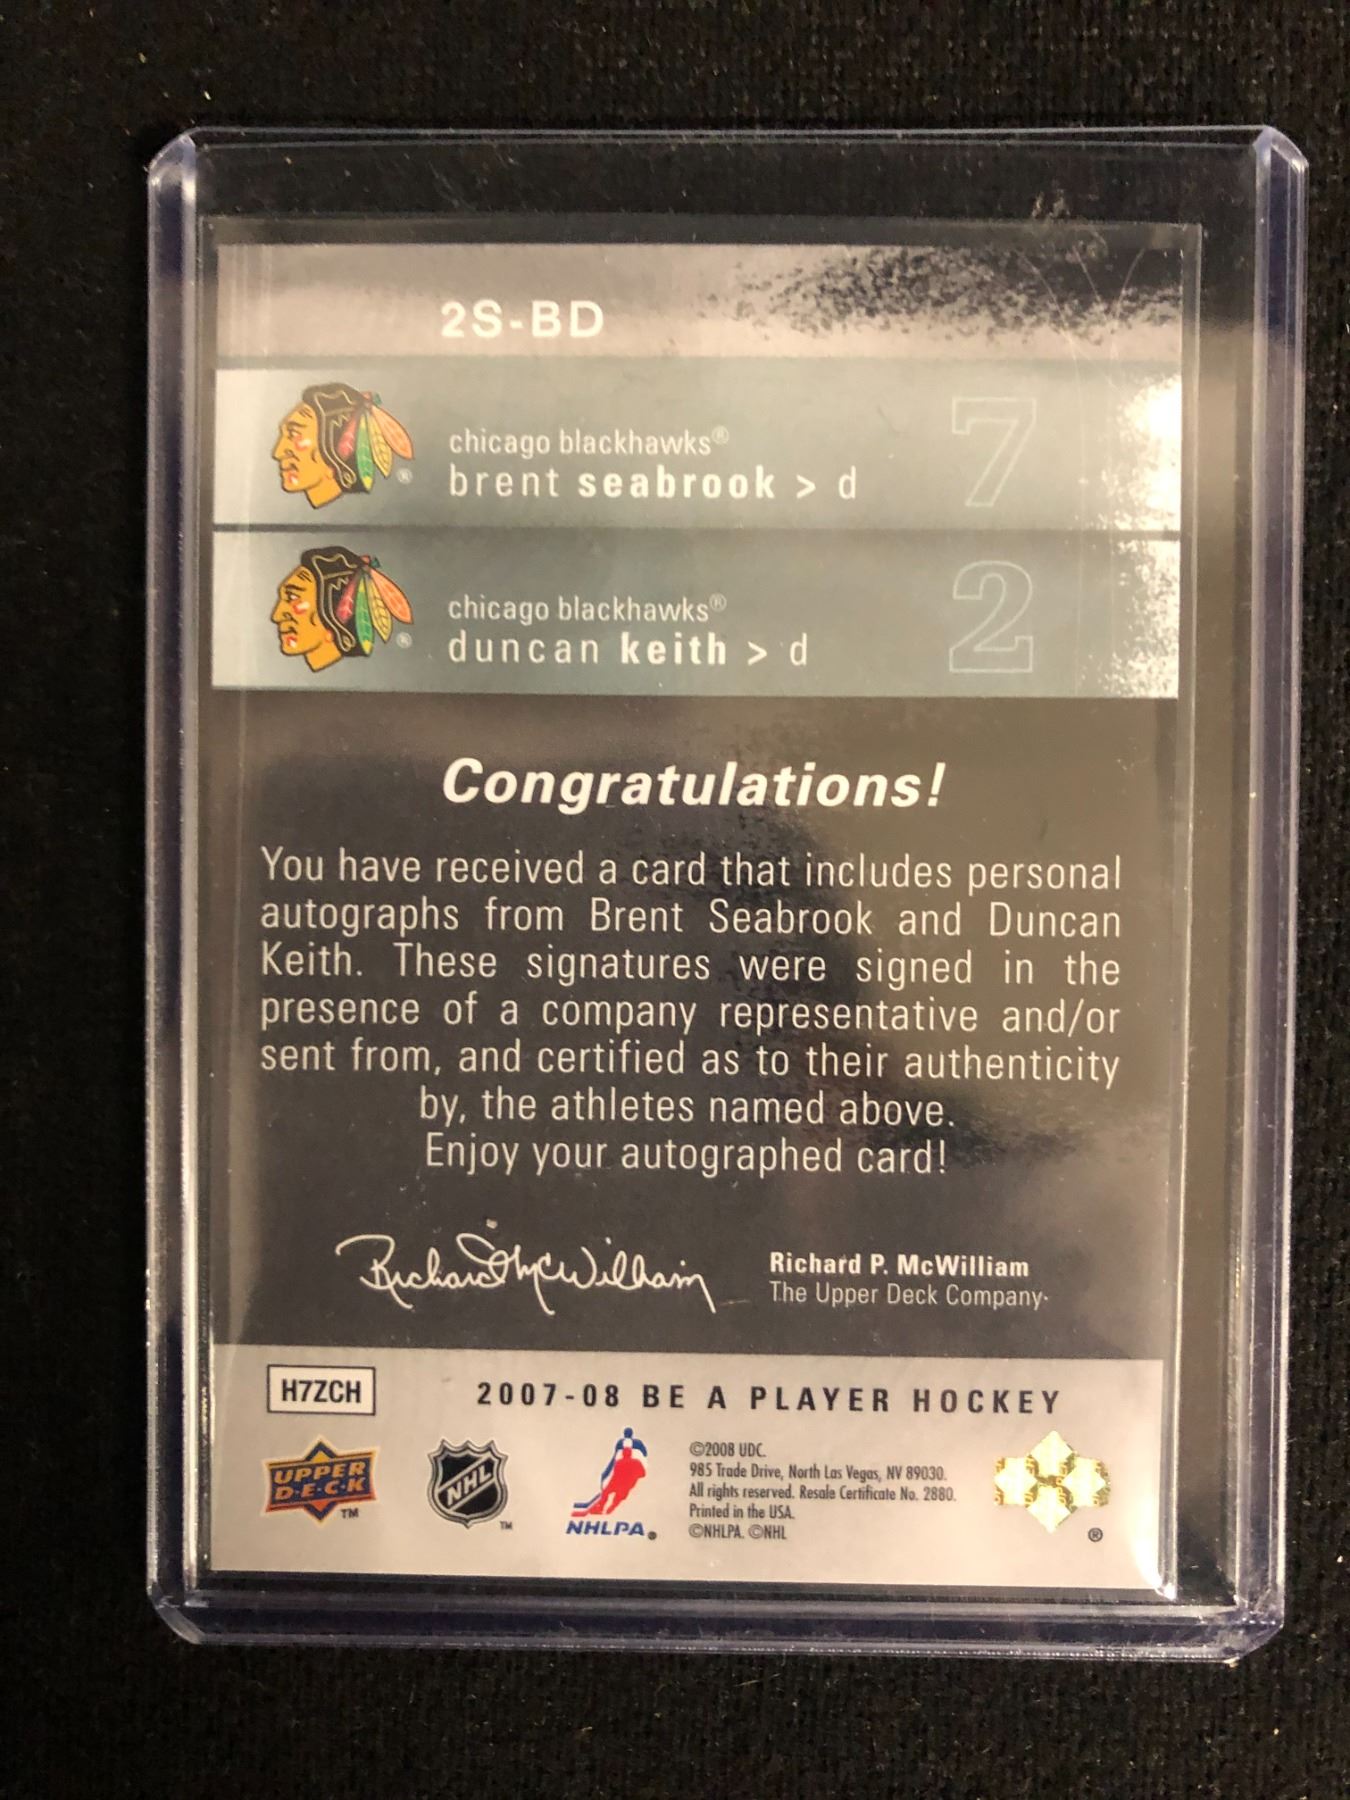 2S-BD
chicago blackhawks®
brent seabrook > d
7
chicago blackhawks®
duncan keith > d
2
Congratulations!
You have received a card that includes personal
autographs from Brent Seabrook and Duncan
Keith. These signatures were signed in the
presence of a company representative and/or
sent from, and certified as to their authenticity
by, the athletes named above.
Enjoy your autographed card!
Richard McWilliam
Richard P. McWilliam
The Upper Deck Company
H7ZCH
2007-08 BE A PLAYER HOCKEY
UPPER
D·E·C·K
TM
NHL
TM
NHLPA®
©2008 UDC.
985 Trade Drive, North Las Vegas, NV 89030.
All rights reserved. Resale Certificate No. 2880.
Printed in the USA.
©NHLPA. ©NHL
®